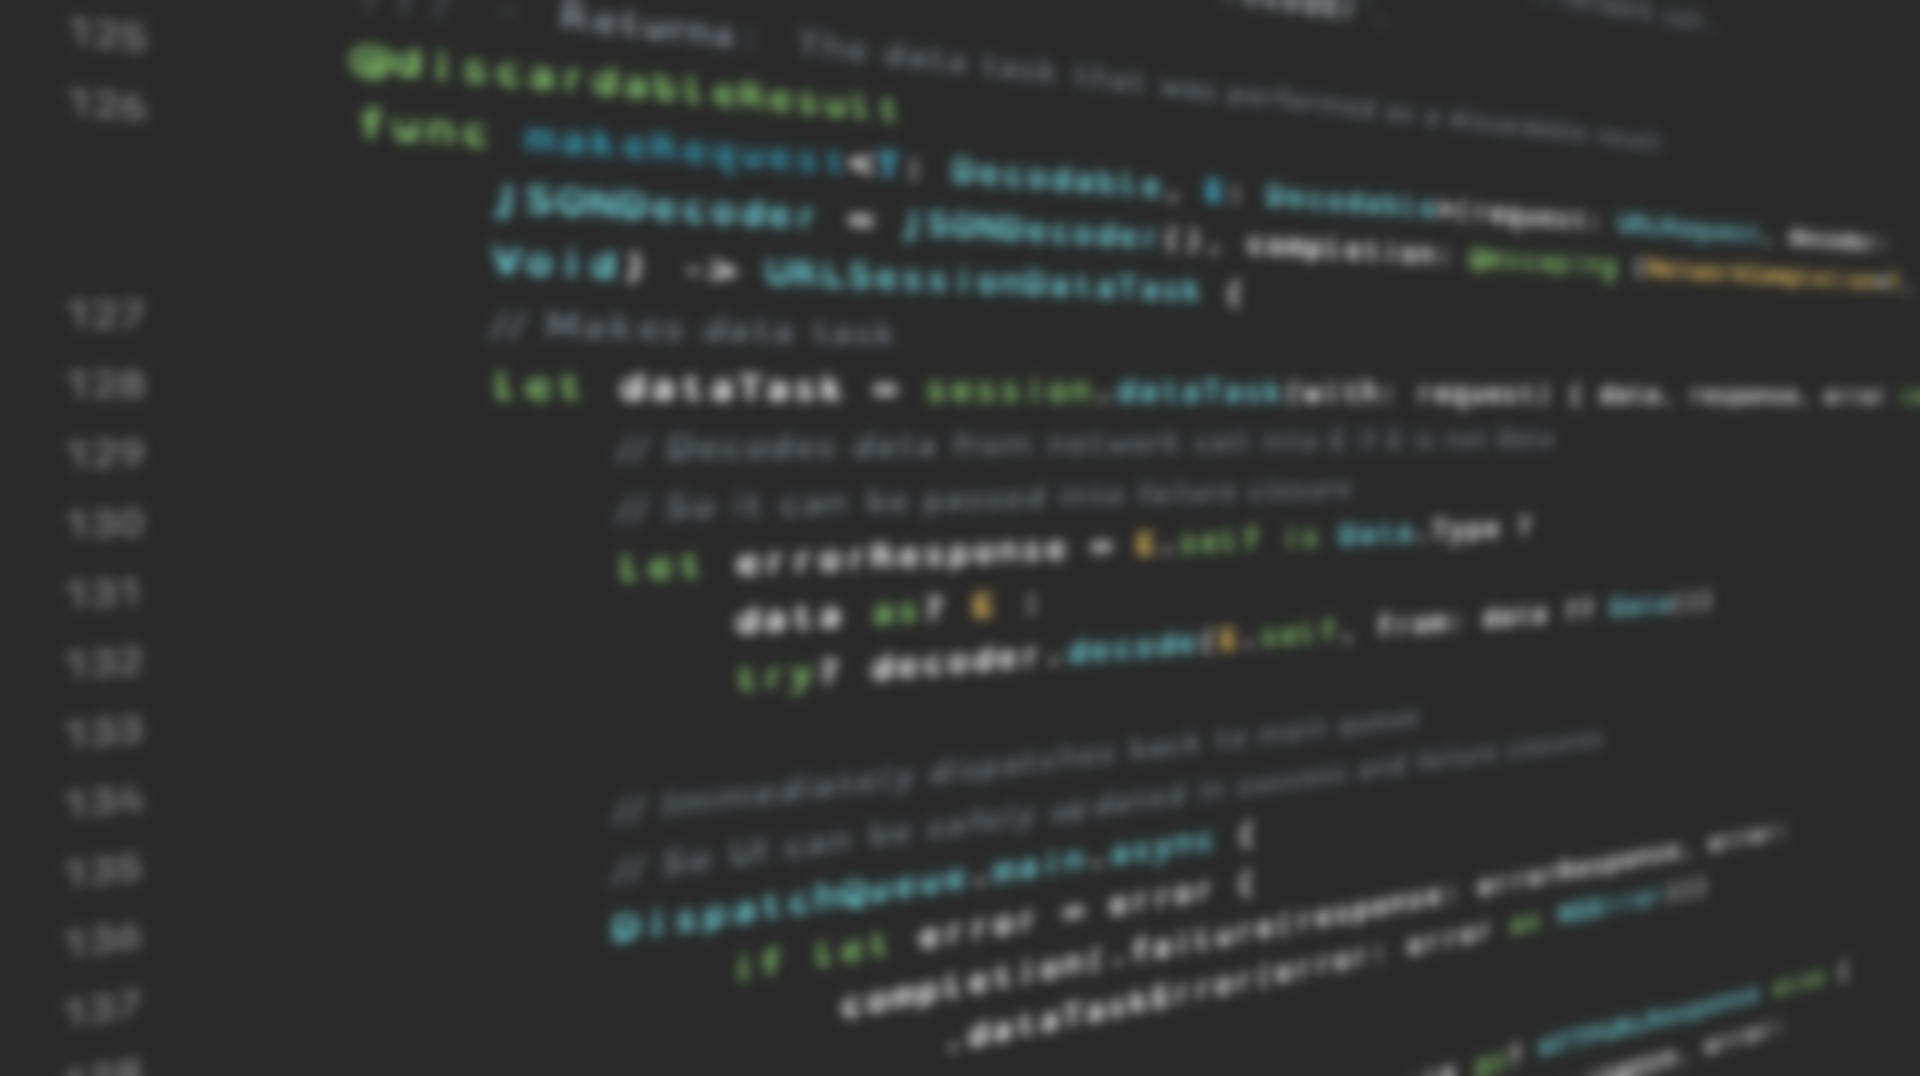 125
/// - Returns: The data task that was performed as a discardable result
126 @discardableResult
func makeRequest<T: Decodable, E: Decodable>(request: URLRequest, decoder:
JSONDecoder = JSONDecoder(), completion: @escaping (NetworkCompletion<T,
Void) -> URLSessionDataTask {
127 // Makes data task
128 let dataTask = session.dataTask(with: request) { data, response, error
129 // Decodes data from network call into E if E is not Data
130 // So it can be passed into failure closure
131 let errorResponse = E.self is Data.Type ?
data as? E :
132 try? decoder.decode(E.self, from: data ?? Data())
133
134 // Immediately dispatches back to main queue
// So UI can be safely updated in success and failure closures
135 DispatchQueue.main.async {
136 if let error = error {
137 completion(.failure(response: errorResponse, error:
.dataTaskError(error: error as NSError)))
138 as? HTTPURLResponse else {
response, error: